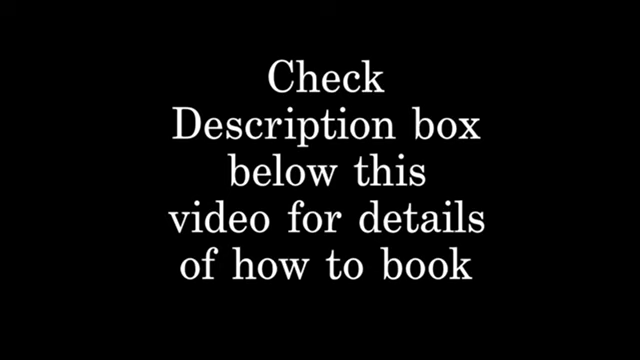 Check
Description box
below this
video for details
of how to book